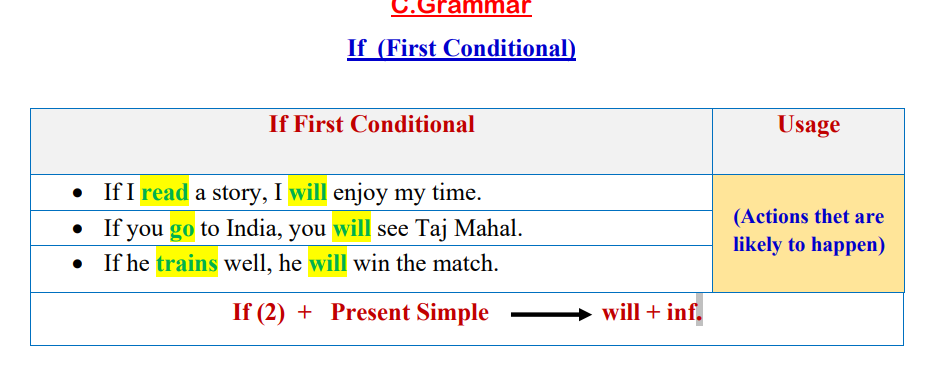 C.Grammar
If (First Conditional)
If First Conditional
Usage
• If I read a story, I will enjoy my time.
• If you go to India, you will see Taj Mahal.
• If he trains well, he will win the match.
(Actions thet are
likely to happen)
If (2) + Present Simple ⟶ will + inf.